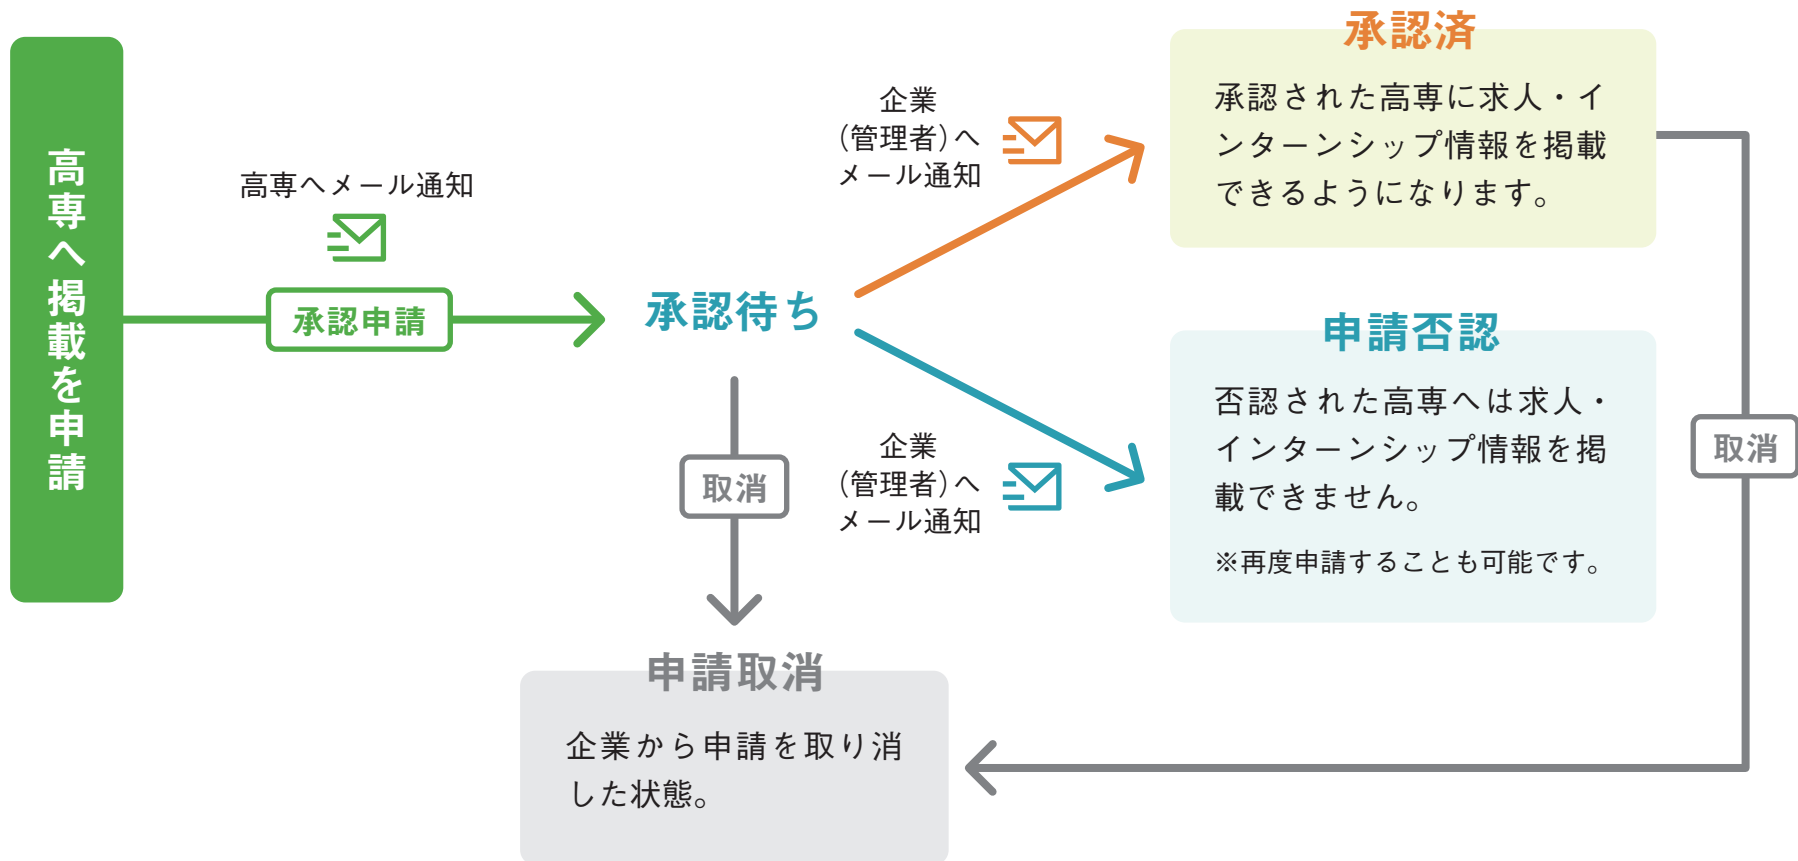 高専へ掲載を申請
高専へメール通知
承認申請
承認待ち
企業
（管理者）へ
メール通知
承認済
承認された高専に求人・イ
ンターンシップ情報を掲載
できるようになります。
企業
（管理者）へ
メール通知
申請否認
否認された高専へは求人・
インターンシップ情報を掲
載できません。
※再度申請することも可能です。
取消
取消
申請取消
企業から申請を取り消
した状態。